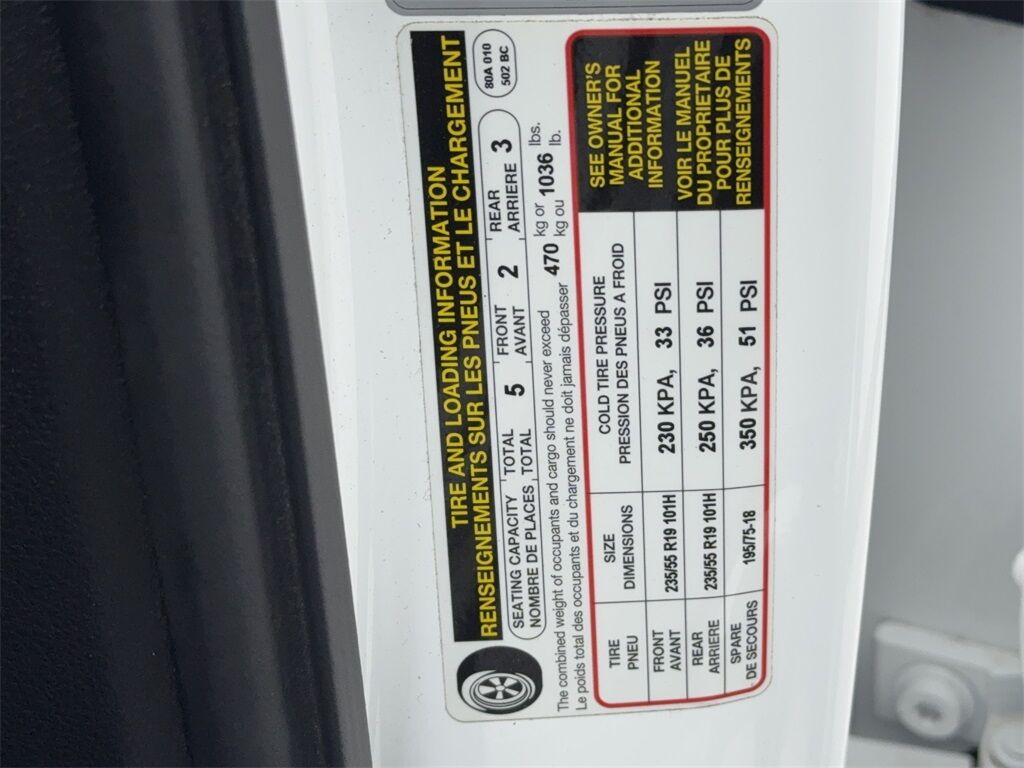 TIRE AND LOADING INFORMATION
RENSEIGNEMENTS SUR LES PNEUS ET LE CHARGEMENT
80A 010
502 BC
SEATING CAPACITY TOTAL 5 FRONT 2 REAR 3
NOMBRE DE PLACES TOTAL AVANT ARRIERE
The combined weight of occupants and cargo should never exceed 470 kg or 1036 lbs.
Le poids total des occupants et du chargement ne doit jamais dépasser kg ou lb.
TIRE SIZE COLD TIRE PRESSURE
PNEU DIMENSIONS PRESSION DES PNEUS A FROID
FRONT
AVANT
235/55 R19 101H 230 KPA, 33 PSI
REAR
ARRIERE
235/55 R19 101H 250 KPA, 36 PSI
SPARE
DE SECOURS
195/75-18 350 KPA, 51 PSI
SEE OWNER'S
MANUAL FOR
ADDITIONAL
INFORMATION
VOIR LE MANUEL
DU PROPRIETAIRE
POUR PLUS DE
RENSEIGNEMENTS